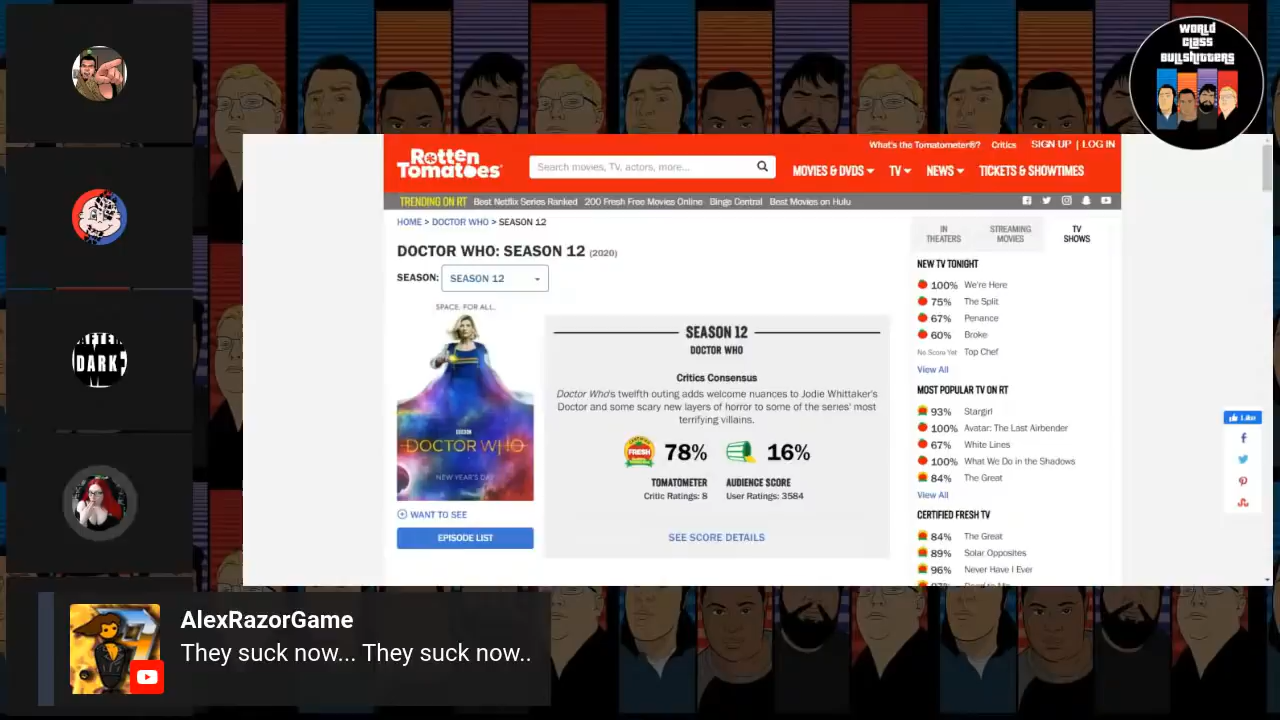 WORLD
CLASS
BULLSHITTERS
AFTER
DARK
Rotten
Tomatoes
What's the Tomatometer®?
Critics
SIGN UP | LOG IN
Search movies, TV, actors, more...
MOVIES & DVDS
TV
NEWS
TICKETS & SHOWTIMES
TRENDING ON RT
Best Netflix Series Ranked
200 Fresh Free Movies Online
Binge Central
Best Movies on Hulu
HOME > DOCTOR WHO > SEASON 12
DOCTOR WHO: SEASON 12 (2020)
SEASON: SEASON 12
SPACE. FOR ALL.
BBC
DOCTOR WHO
NEW YEAR'S DAY
WANT TO SEE
EPISODE LIST
SEASON 12
DOCTOR WHO
Critics Consensus
Doctor Who's twelfth outing adds welcome nuances to Jodie Whittaker's
Doctor and some scary new layers of horror to some of the series' most
terrifying villains.
CERTIFIED
FRESH
78%
16%
TOMATOMETER
Critic Ratings: 8
AUDIENCE SCORE
User Ratings: 3584
SEE SCORE DETAILS
IN
THEATERS
STREAMING
MOVIES
TV
SHOWS
NEW TV TONIGHT
100% We're Here
75% The Split
67% Penance
60% Broke
No Score Yet Top Chef
View All
MOST POPULAR TV ON RT
93% Stargirl
100% Avatar: The Last Airbender
67% White Lines
100% What We Do in the Shadows
84% The Great
View All
CERTIFIED FRESH TV
84% The Great
89% Solar Opposites
96% Never Have I Ever
Like
AlexRazorGame
They suck now... They suck now..